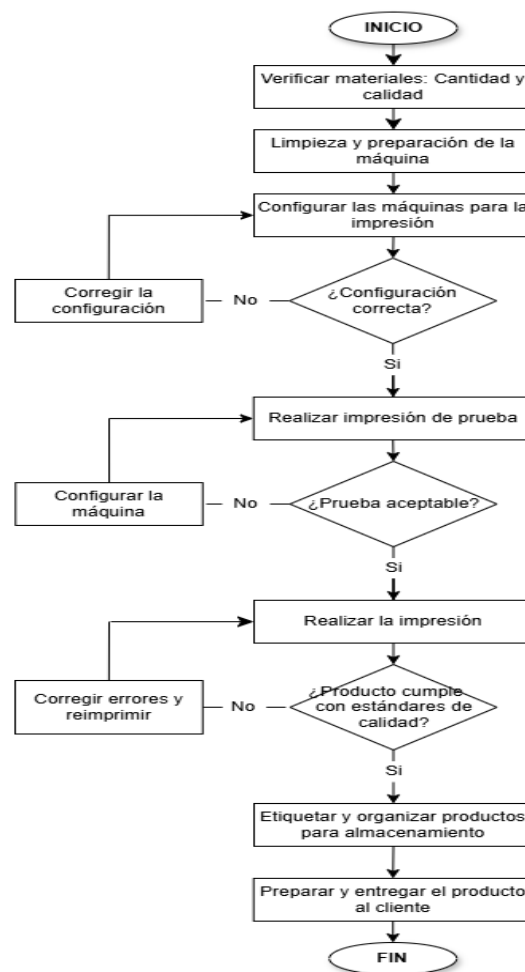 INICIO
Verificar materiales: Cantidad y
calidad
Limpieza y preparación de la
máquina
Configurar las máquinas para la
impresión
Corregir la
configuración
No
¿Configuración
correcta?
Si
Realizar impresión de prueba
Configurar la
máquina
No
¿Prueba aceptable?
Si
Realizar la impresión
Corregir errores y
reimprimir
No
¿Producto cumple
con estándares de
calidad?
Si
Etiquetar y organizar productos
para almacenamiento
Preparar y entregar el producto
al cliente
FIN